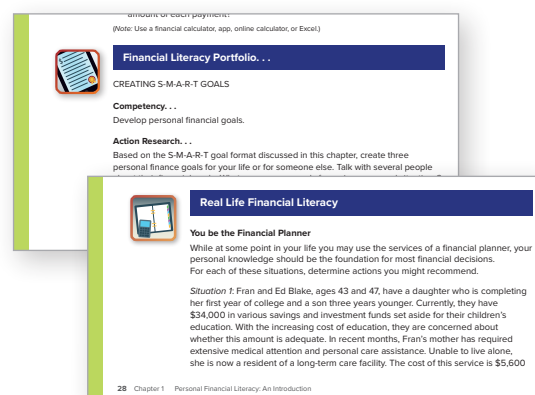 amount of each payment?
(Note: Use a financial calculator, app, online calculator, or Excel.)
Financial Literacy Portfolio. . .
CREATING S-M-A-R-T GOALS
Competency. . .
Develop personal financial goals.
Action Research. . .
Based on the S-M-A-R-T goal format discussed in this chapter, create three
personal finance goals for your life or for someone else. Talk with several people
Real Life Financial Literacy
You be the Financial Planner
While at some point in your life you may use the services of a financial planner, your
personal knowledge should be the foundation for most financial decisions.
For each of these situations, determine actions you might recommend.
Situation 1: Fran and Ed Blake, ages 43 and 47, have a daughter who is completing
her first year of college and a son three years younger. Currently, they have
$34,000 in various savings and investment funds set aside for their children's
education. With the increasing cost of education, they are concerned about
whether this amount is adequate. In recent months, Fran's mother has required
extensive medical attention and personal care assistance. Unable to live alone,
she is now a resident of a long-term care facility. The cost of this service is $5,600
28 Chapter 1 Personal Financial Literacy: An Introduction